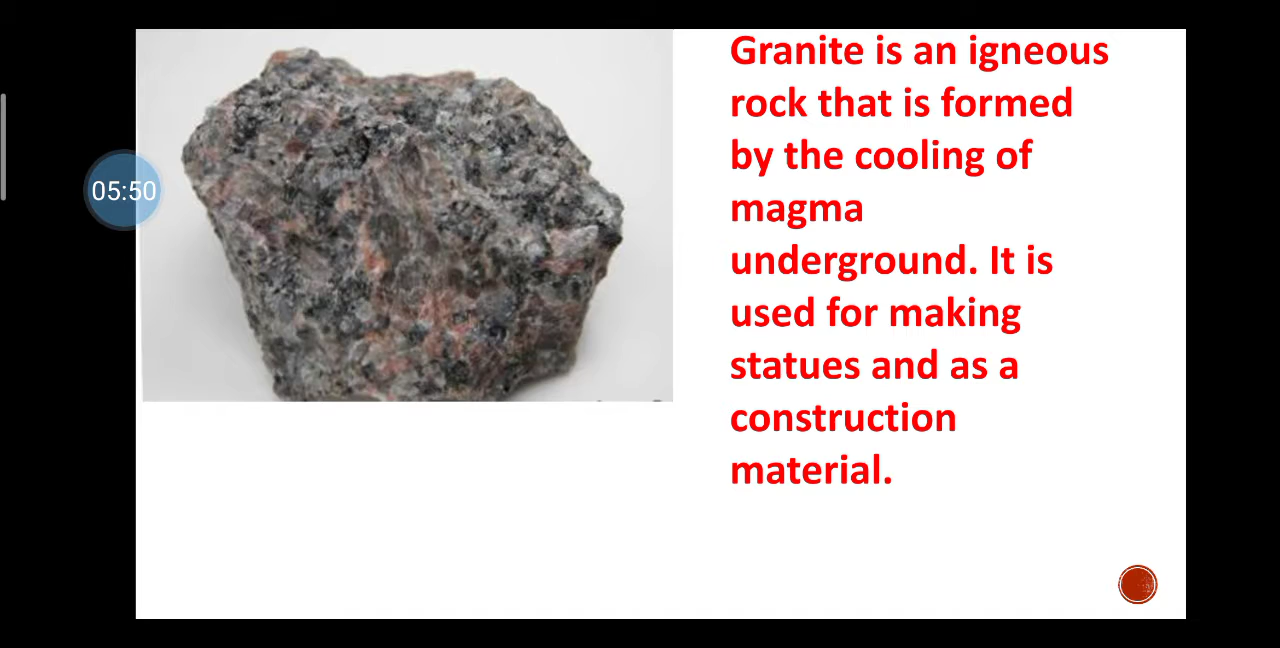 Granite is an igneous
rock that is formed
by the cooling of
magma
underground. It is
used for making
statues and as a
construction
material.
05:50